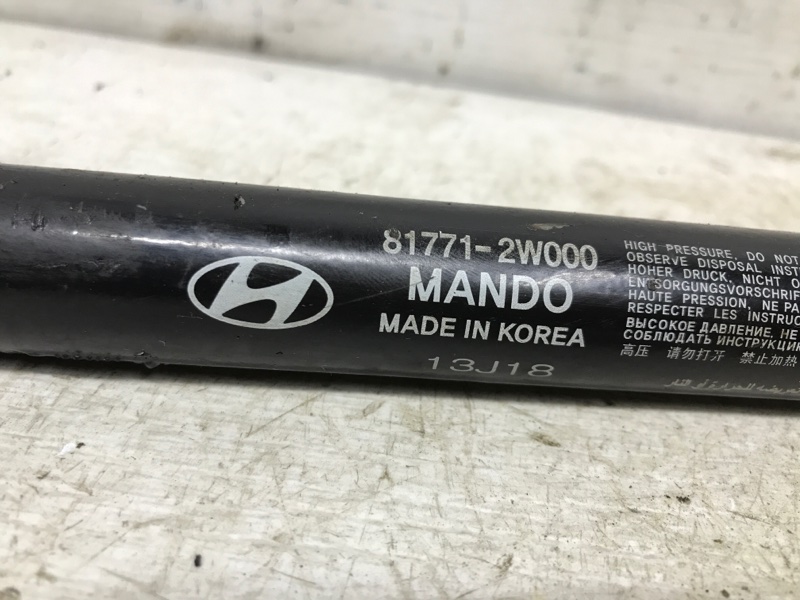 81771-2W000
MANDO
MADE IN KOREA
13J18
HIGH PRESSURE, DO NOT
OBSERVE DISPOSAL INST
HOHER DRUCK, NICHT O
ENTSORGUNGSVORSCHRIF
HAUTE PRESSION, NE PA
RESPECTER LES INSTRUC
ВЫСОКОЕ ДАВЛЕНИЕ, НЕ
СОБЛЮДАТЬ ИНСТРУКЦИ
高压 请勿打开 禁止加热